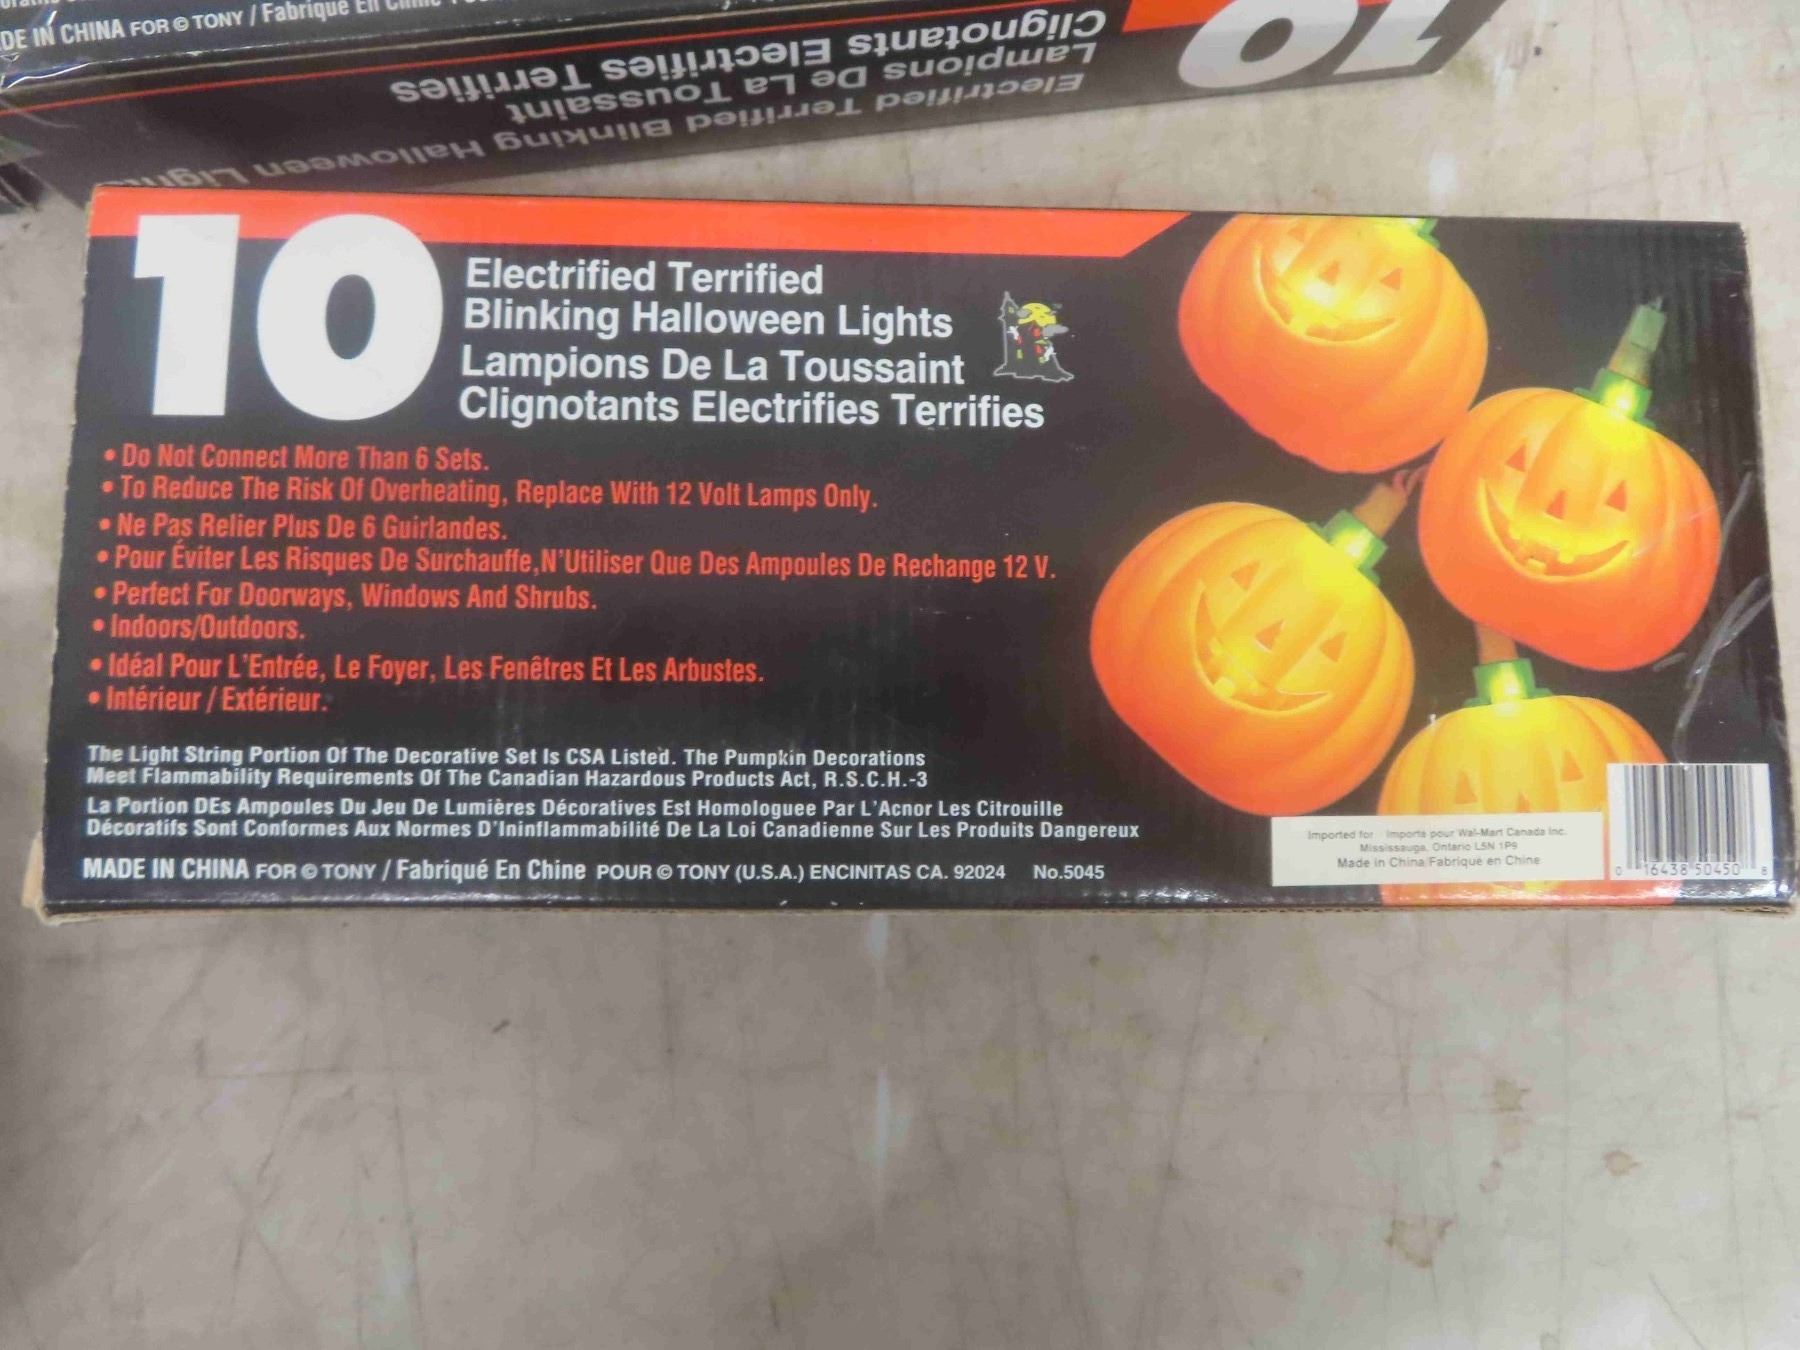 DE IN CHINA FOR © TONY / Fabriqué En
Clignotants Electrifies Terrifies
Lampions De La Toussaint
Electrified Terrified Blinking Halloween Lights
10
10
Electrified Terrified
Blinking Halloween Lights
Lampions De La Toussaint
Clignotants Electrifies Terrifies
• Do Not Connect More Than 6 Sets.
• To Reduce The Risk Of Overheating, Replace With 12 Volt Lamps Only.
• Ne Pas Relier Plus De 6 Guirlandes.
• Pour Éviter Les Risques De Surchauffe,N'Utiliser Que Des Ampoules De Rechange 12 V.
• Perfect For Doorways, Windows And Shrubs.
• Indoors/Outdoors.
• Idéal Pour L'Entrée, Le Foyer, Les Fenêtres Et Les Arbustes.
• Intérieur / Extérieur.
The Light String Portion Of The Decorative Set Is CSA Listed. The Pumpkin Decorations
Meet Flammability Requirements Of The Canadian Hazardous Products Act, R.S.C.H.-3
La Portion DEs Ampoules Du Jeu De Lumières Décoratives Est Homologuee Par L'Acnor Les Citrouille
Décoratifs Sont Conformes Aux Normes D'Ininflammabilité De La Loi Canadienne Sur Les Produits Dangereux
MADE IN CHINA FOR © TONY / Fabriqué En Chine POUR © TONY (U.S.A.) ENCINITAS CA. 92024 No.5045
Imported for Importe pour Wal-Mart Canada Inc.
Mississauga, Ontario L5N 1P9
Made in China/Fabrique en Chine
0 16438 50450 8